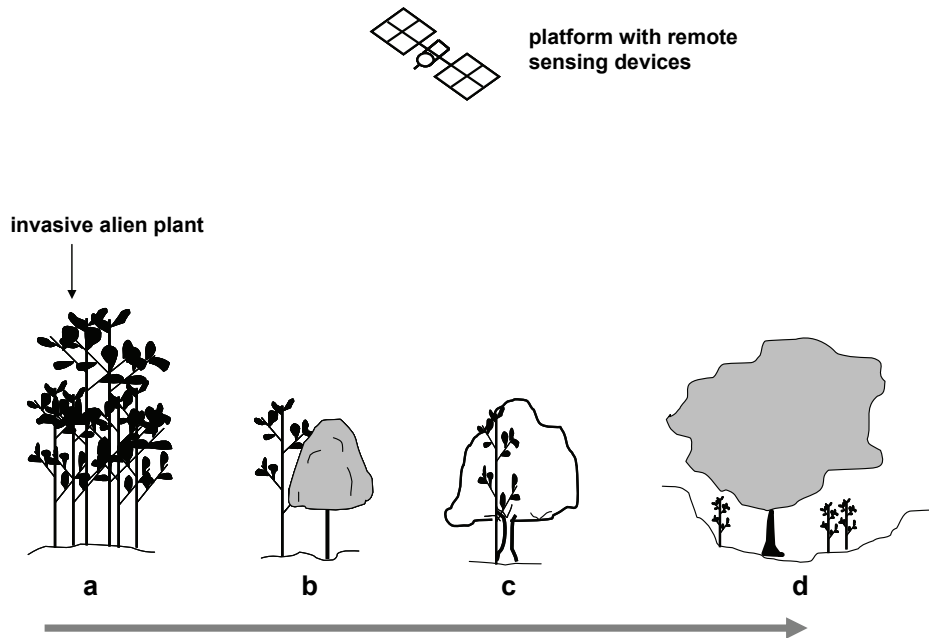 platform with remote
sensing devices
invasive alien plant
a
b
c
d